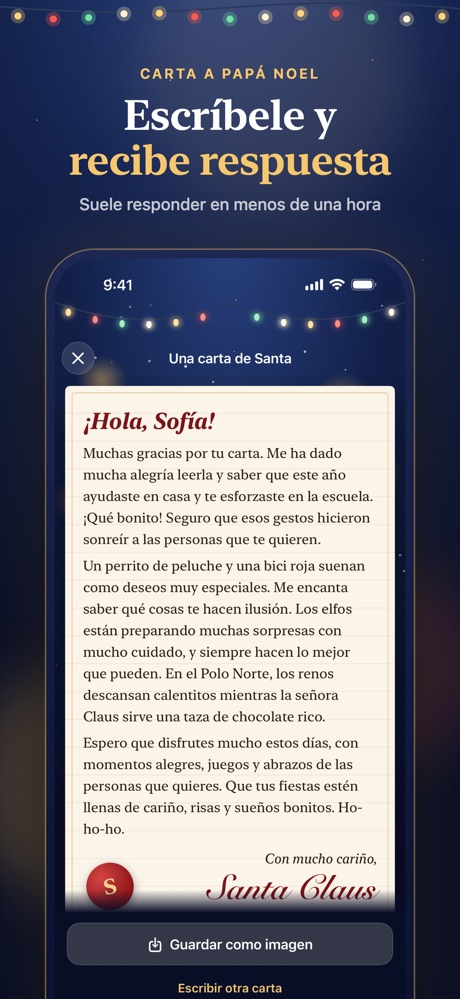 CARTA A PAPÁ NOEL
Escríbele y
recibe respuesta
Suele responder en menos de una hora
9:41
Una carta de Santa
¡Hola, Sofía!
Muchas gracias por tu carta. Me ha dado
mucha alegría leerla y saber que este año
ayudaste en casa y te esforzaste en la escuela.
¡Qué bonito! Seguro que esos gestos hicieron
sonreír a las personas que te quieren.
Un perrito de peluche y una bici roja suenan
como deseos muy especiales. Me encanta
saber qué cosas te hacen ilusión. Los elfos
están preparando muchas sorpresas con
mucho cuidado, y siempre hacen lo mejor
que pueden. En el Polo Norte, los renos
descansan calentitos mientras la señora
Claus sirve una taza de chocolate rico.
Espero que disfrutes mucho estos días, con
momentos alegres, juegos y abrazos de las
personas que quieres. Que tus fiestas estén
llenas de cariño, risas y sueños bonitos. Ho-
ho-ho.
Con mucho cariño,
S
Santa Claus
Guardar como imagen
Escribir otra carta